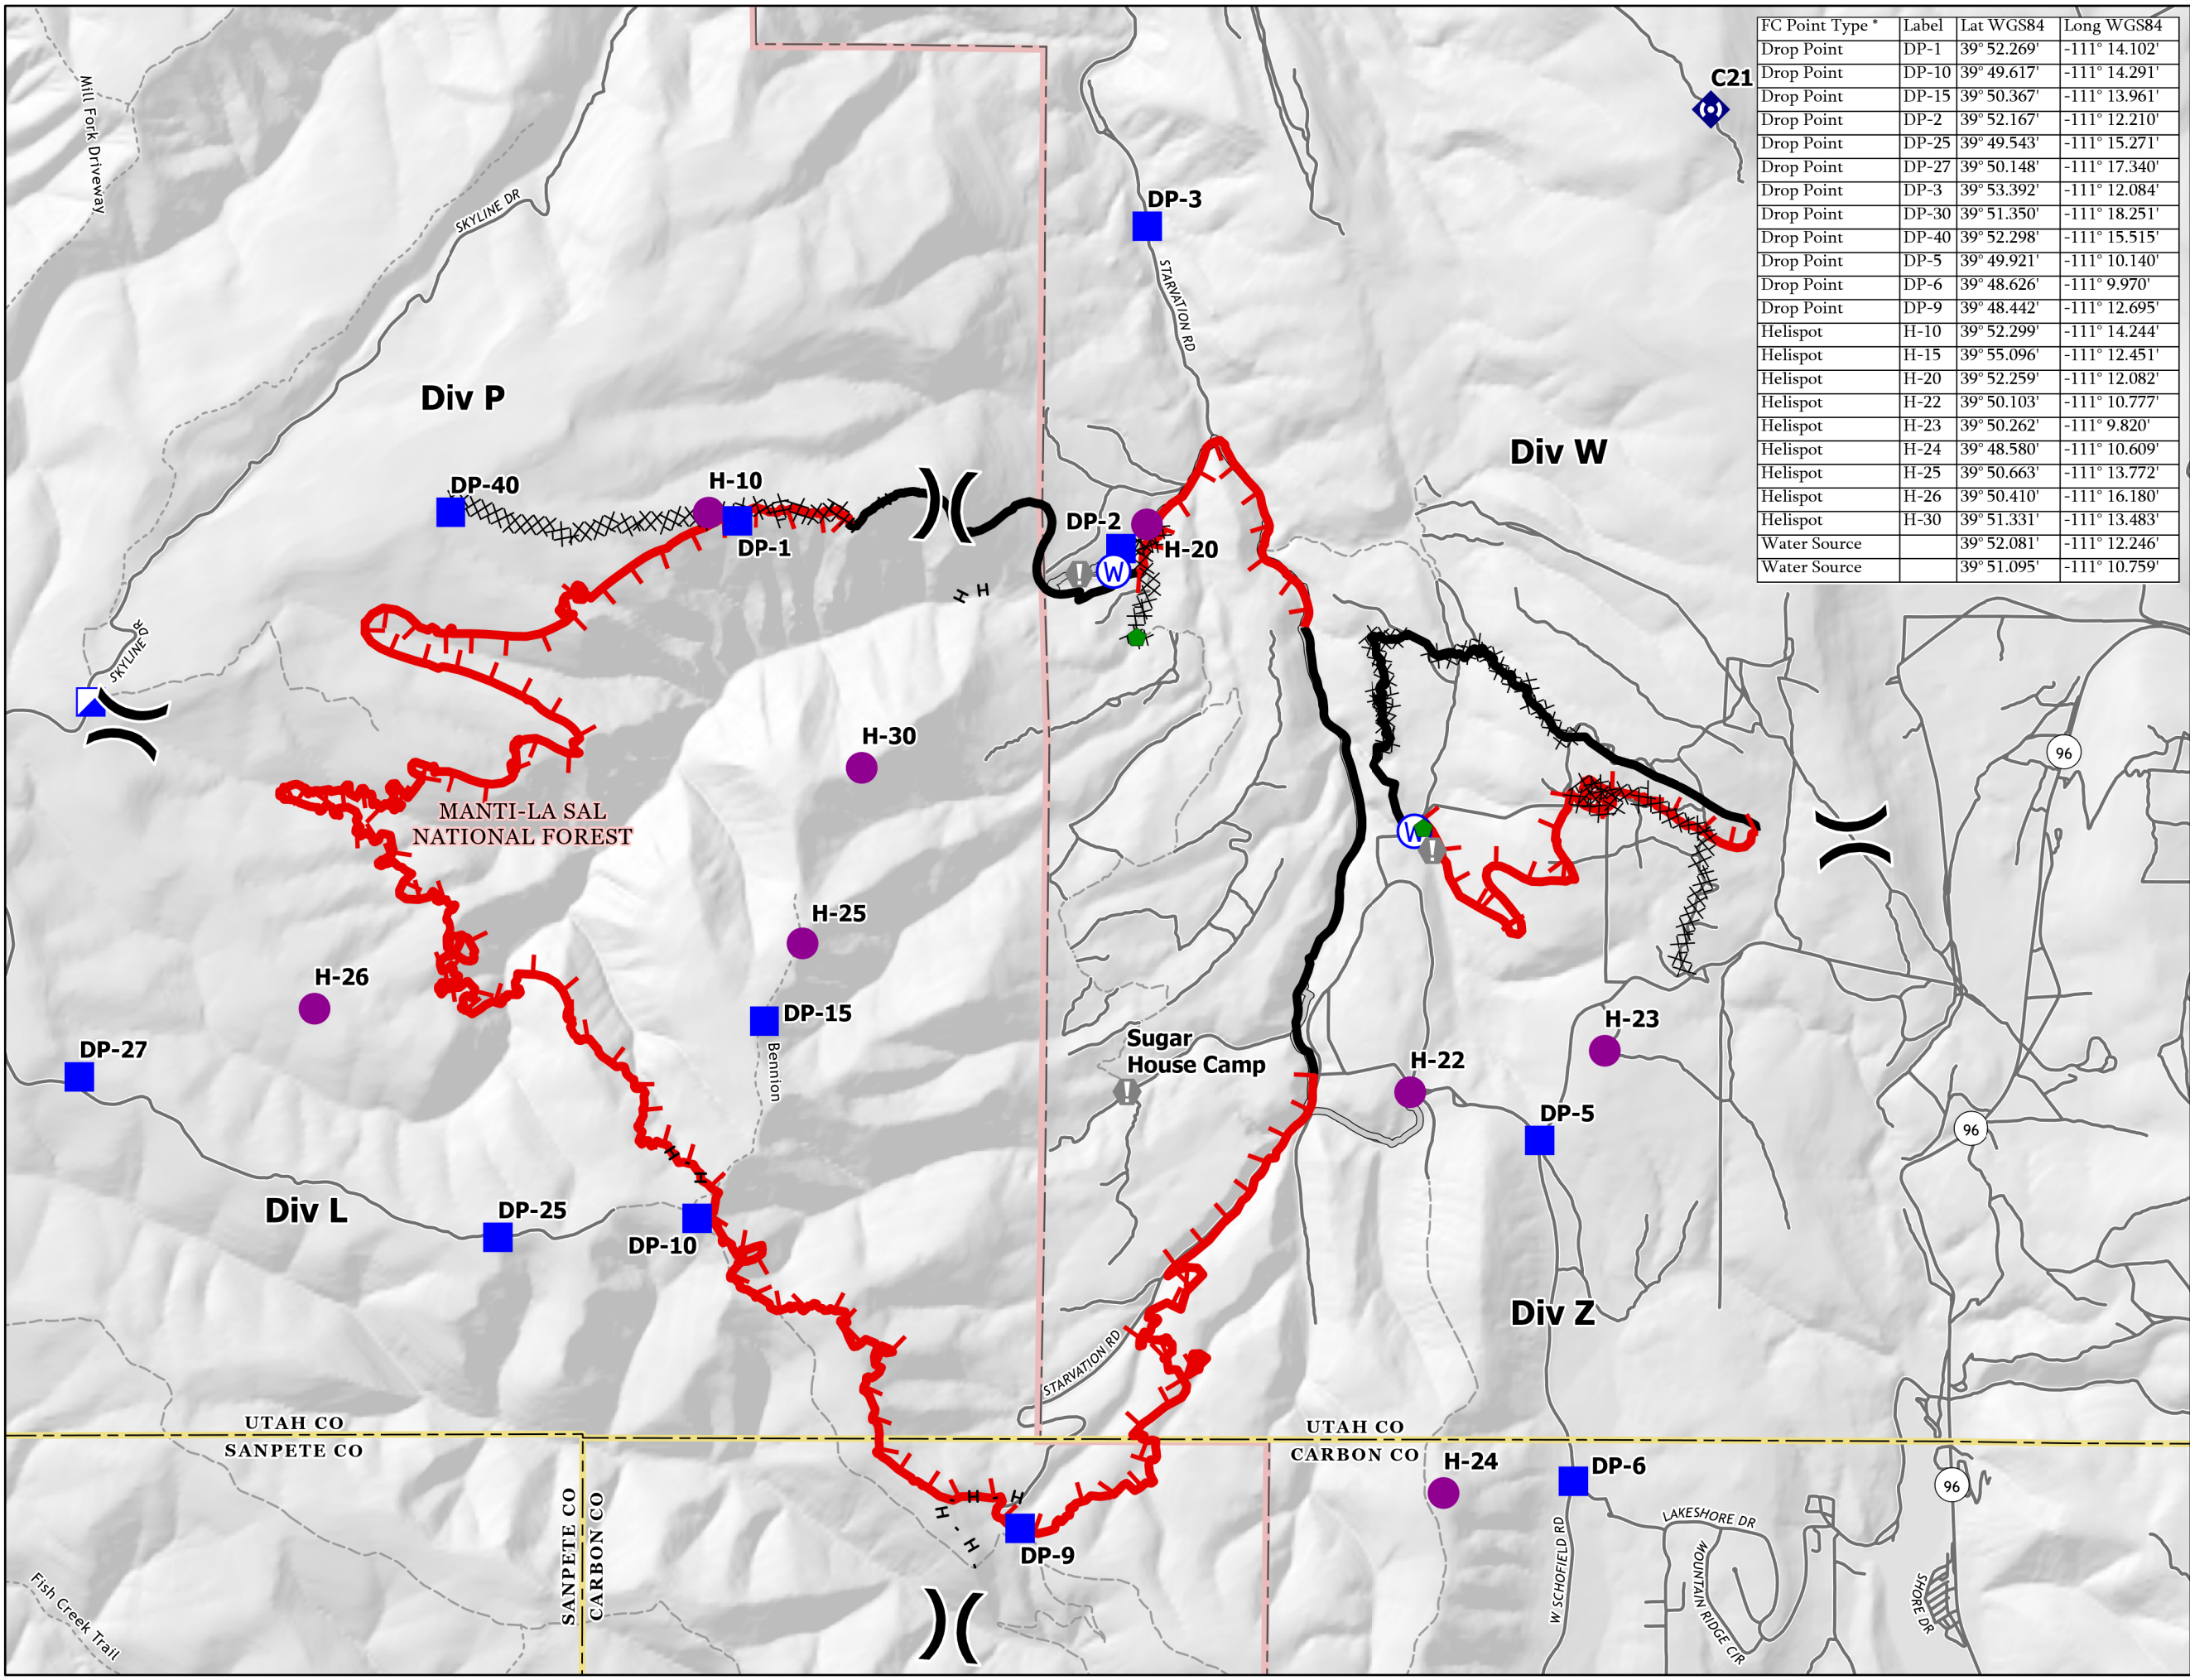 FC Point Type * Label Lat WGS84 Long WGS84
Drop Point DP-1 39° 52.269' -111° 14.102'
Drop Point DP-10 39° 49.617' -111° 14.291'
Drop Point DP-15 39° 50.367' -111° 13.961'
Drop Point DP-2 39° 52.167' -111° 12.210'
Drop Point DP-25 39° 49.543' -111° 15.271'
Drop Point DP-27 39° 50.148' -111° 17.340'
Drop Point DP-3 39° 53.392' -111° 12.084'
Drop Point DP-30 39° 51.350' -111° 18.251'
Drop Point DP-40 39° 52.298' -111° 15.515'
Drop Point DP-5 39° 49.921' -111° 10.140'
Drop Point DP-6 39° 48.626' -111° 9.970'
Drop Point DP-9 39° 48.442' -111° 12.695'
Helispot H-10 39° 52.299' -111° 14.244'
Helispot H-15 39° 55.096' -111° 12.451'
Helispot H-20 39° 52.259' -111° 12.082'
Helispot H-22 39° 50.103' -111° 10.777'
Helispot H-23 39° 50.262' -111° 9.820'
Helispot H-24 39° 48.580' -111° 10.609'
Helispot H-25 39° 50.663' -111° 13.772'
Helispot H-26 39° 50.410' -111° 16.180'
Helispot H-30 39° 51.331' -111° 13.483'
Water Source 39° 52.081' -111° 12.246'
Water Source 39° 51.095' -111° 10.759'
C21
Mill Fork Driveway
SKYLINE DR
DP-3
STARVATION RD
Div P
Div W
DP-40
H-10
DP-1
DP-2
H-20
!
W
H H
SKYLINE DR
H-30
96
MANTI-LA SAL
NATIONAL FOREST
W
!
H-25
H-26
DP-15
H-23
Sugar
House Camp
DP-27
Bennion
H-22
!
DP-5
96
H - H
Div L
DP-25
DP-10
Div Z
STARVATION RD
UTAH CO
SANPETE CO
UTAH CO
CARBON CO
H-24
DP-6
96
H - H
H - H -
SANPETE CO
CARBON CO
DP-9
LAKESHORE DR
W SCHOFIELD RD
MOUNTAIN RIDGE CIR
SHORE DR
Fish Creek Trail